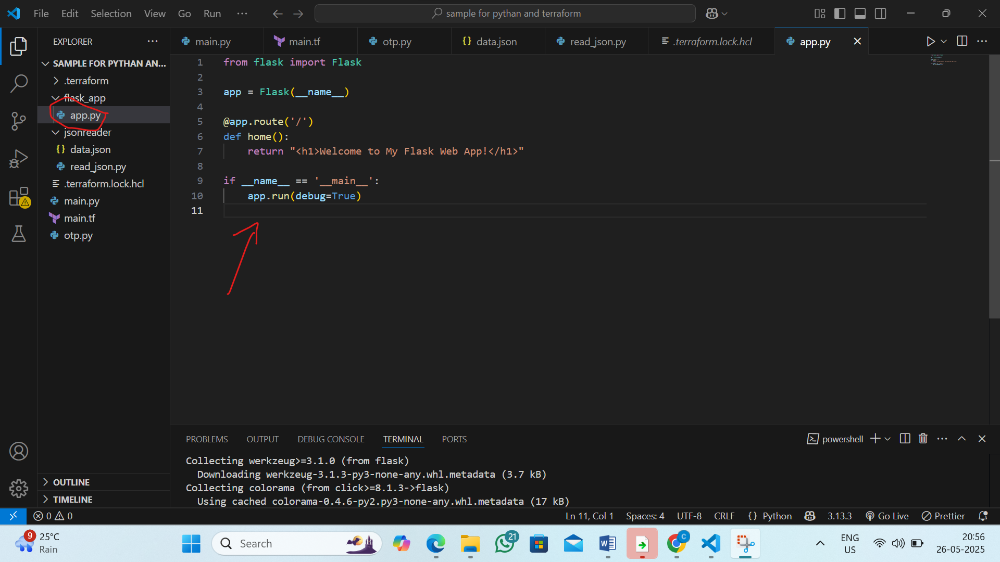 File Edit Selection View Go Run ... sample for pythan and terraform
EXPLORER ...
main.py main.tf otp.py {} data.json read_json.py .terraform.lock.hcl app.py
SAMPLE FOR PYTHAN AN...
.terraform
flask_app
app.py
jsonreader
{} data.json
read_json.py
.terraform.lock.hcl
main.py
main.tf
otp.py
OUTLINE
TIMELINE
1 from flask import Flask
2
3 app = Flask(__name__)
4
5 @app.route('/')
6 def home():
7 return "<h1>Welcome to My Flask Web App!</h1>"
8
9 if __name__ == '__main__':
10 app.run(debug=True)
11
PROBLEMS OUTPUT DEBUG CONSOLE TERMINAL PORTS powershell
Collecting werkzeug>=3.1.0 (from flask)
Downloading werkzeug-3.1.3-py3-none-any.whl.metadata (3.7 kB)
Collecting colorama (from click>=8.1.3->flask)
Using cached colorama-0.4.6-py2.py3-none-any.whl.metadata (17 kB)
0 0 Ln 11, Col 1 Spaces: 4 UTF-8 CRLF {} Python 3.13.3 Go Live Prettier
9 25°C
Rain
Search
21
C
ENG
US
20:56
26-05-2025